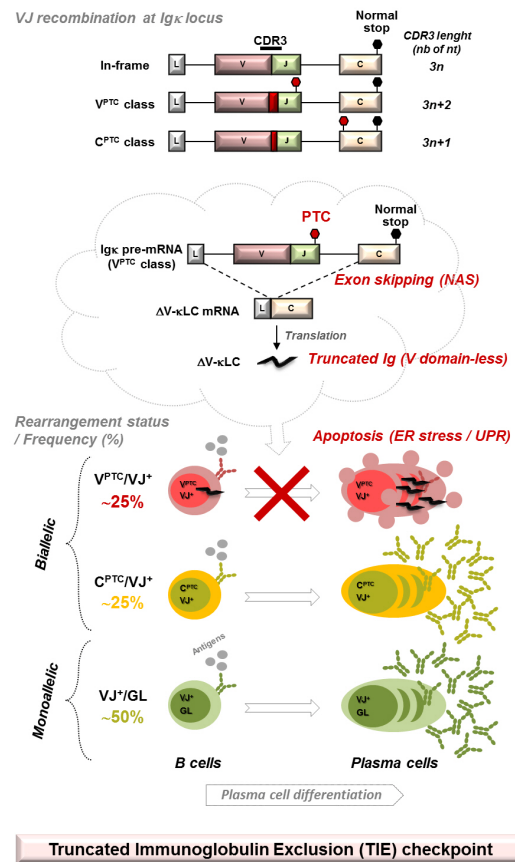 VJ recombination at Igκ locus
CDR3
Normal
stop
CDR3 lenght
(nb of nt)
In-frame
L
V
J
C
3n
Vᴾᵀᶜ class
L
V
J
C
3n+2
Cᴾᵀᶜ class
L
V
J
C
3n+1
PTC
Normal
stop
Igκ pre-mRNA
(Vᴾᵀᶜ class)
L
V
J
C
Exon skipping (NAS)
ΔV-κLC mRNA
L
C
Translation
ΔV-κLC
Truncated Ig (V domain-less)
Rearrangement status
/ Frequency (%)
Apoptosis (ER stress / UPR)
Biallelic
Vᴾᵀᶜ/VJ⁺
~25%
Vᴾᵀᶜ
VJ⁺
Vᴾᵀᶜ
VJ⁺
Cᴾᵀᶜ/VJ⁺
~25%
Cᴾᵀᶜ
VJ⁺
Cᴾᵀᶜ
VJ⁺
Monoallelic
Antigens
VJ⁺/GL
~50%
VJ⁺
GL
VJ⁺
GL
B cells
Plasma cells
Plasma cell differentiation
Truncated Immunoglobulin Exclusion (TIE) checkpoint